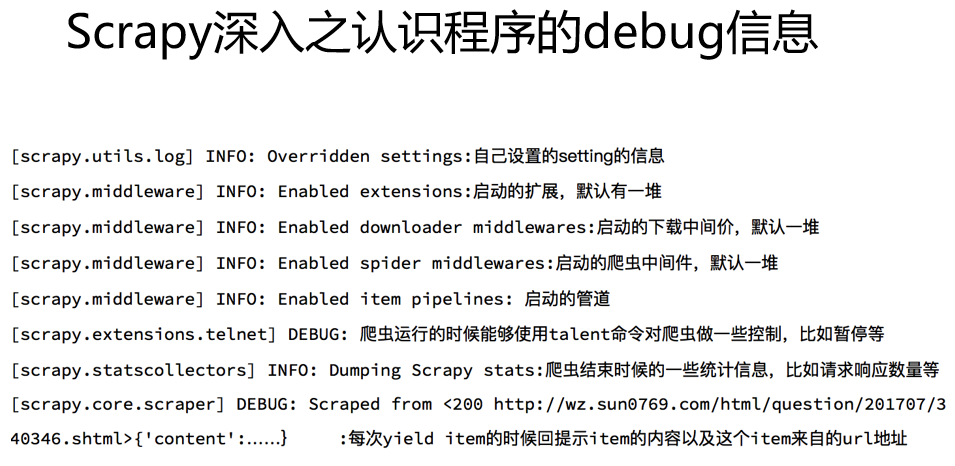 Scrapy深入之认识程序的debug信息
[scrapy.utils.log] INFO: Overridden settings:自己设置的setting的信息
[scrapy.middleware] INFO: Enabled extensions:启动的扩展，默认有一堆
[scrapy.middleware] INFO: Enabled downloader middlewares:启动的下载中间价，默认一堆
[scrapy.middleware] INFO: Enabled spider middlewares:启动的爬虫中间件，默认一堆
[scrapy.middleware] INFO: Enabled item pipelines: 启动的管道
[scrapy.extensions.telnet] DEBUG: 爬虫运行的时候能够使用talent命令对爬虫做一些控制，比如暂停等
[scrapy.statscollectors] INFO: Dumping Scrapy stats:爬虫结束时候的一些统计信息，比如请求响应数量等
[scrapy.core.scraper] DEBUG: Scraped from <200 http://wz.sun0769.com/html/question/201707/3
40346.shtml>{'content':……}     :每次yield item的时候回提示item的内容以及这个item来自的url地址